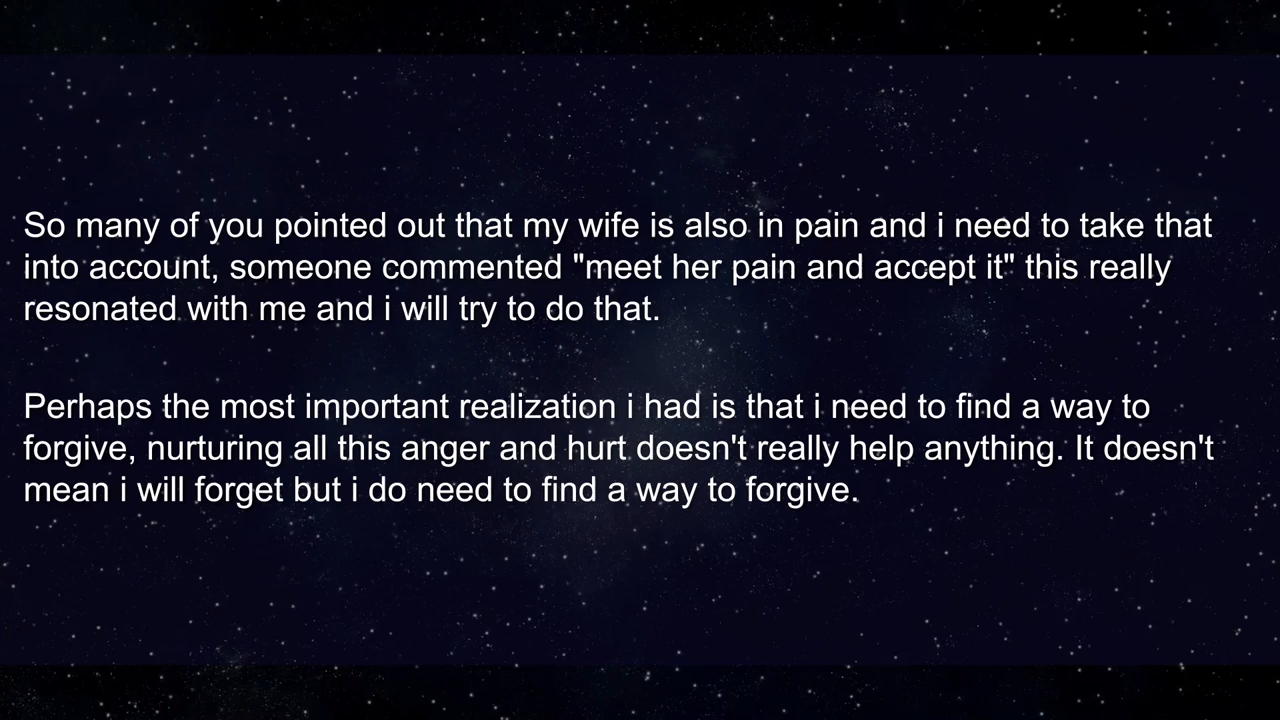 So many of you pointed out that my wife is also in pain and i need to take that
into account, someone commented "meet her pain and accept it" this really
resonated with me and i will try to do that.
Perhaps the most important realization i had is that i need to find a way to
forgive, nurturing all this anger and hurt doesn't really help anything. It doesn't
mean i will forget but i do need to find a way to forgive.